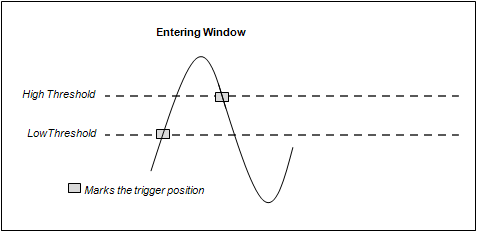 Entering Window
High Threshold
LowThreshold
Marks the trigger position